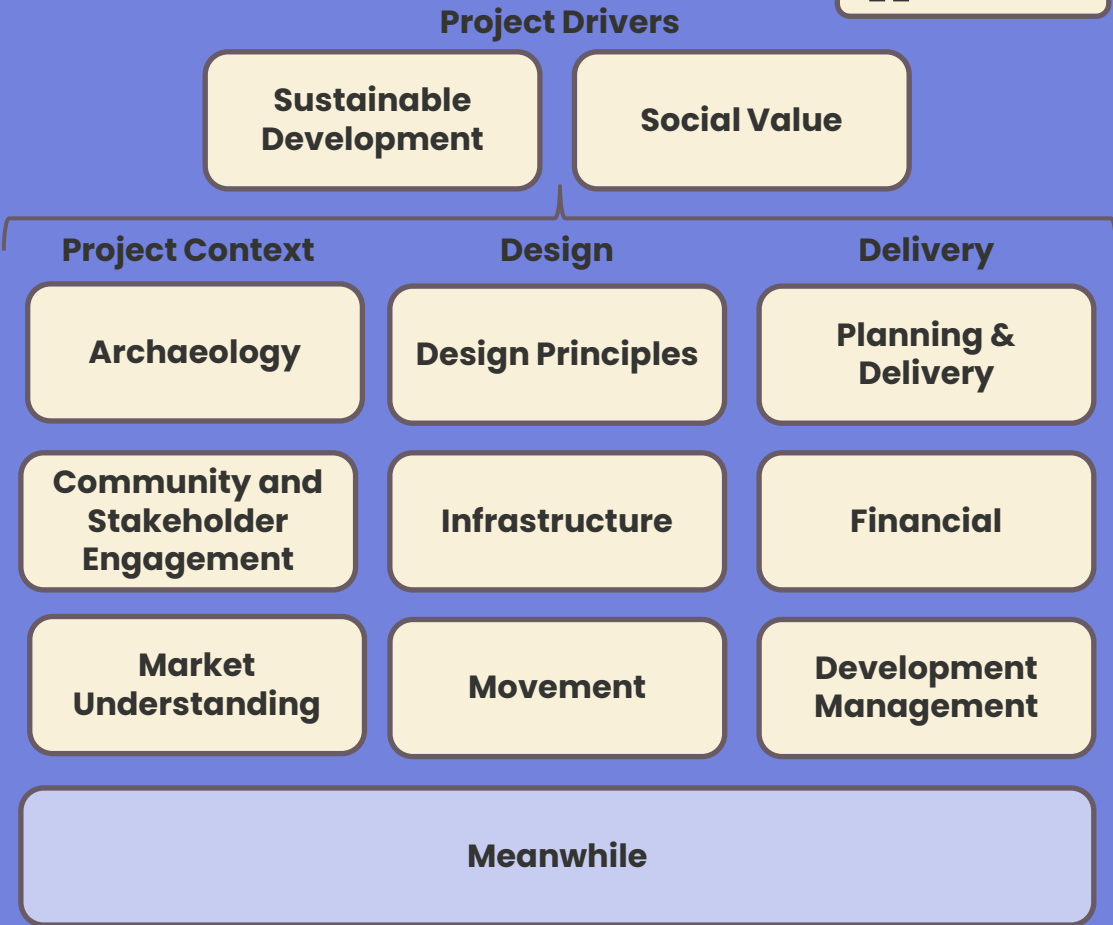 Project Drivers
Sustainable
Development
Social Value
Project Context
Design
Delivery
Archaeology
Design Principles
Planning &
Delivery
Community and
Stakeholder
Engagement
Infrastructure
Financial
Market
Understanding
Movement
Development
Management
Meanwhile